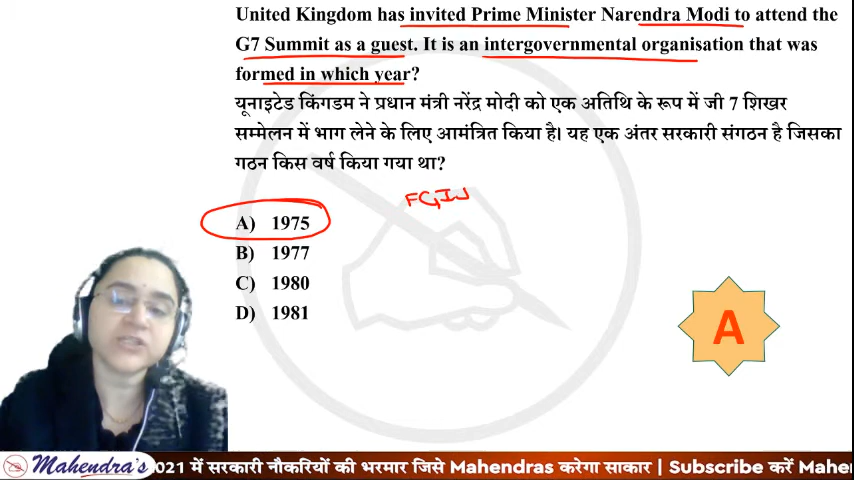 United Kingdom has invited Prime Minister Narendra Modi to attend the
G7 Summit as a guest. It is an intergovernmental organisation that was
formed in which year?
यूनाइटेड किंगडम ने प्रधान मंत्री नरेंद्र मोदी को एक अतिथि के रूप में जी 7 शिखर
सम्मेलन में भाग लेने के लिए आमंत्रित किया है। यह एक अंतर सरकारी संगठन है जिसका
गठन किस वर्ष किया गया था?
A) 1975
B) 1977
C) 1980
D) 1981
A
Mahendra's 021 में सरकारी नौकरियों की भरमार जिसे Mahendras करेगा साकार | Subscribe करें Mahe